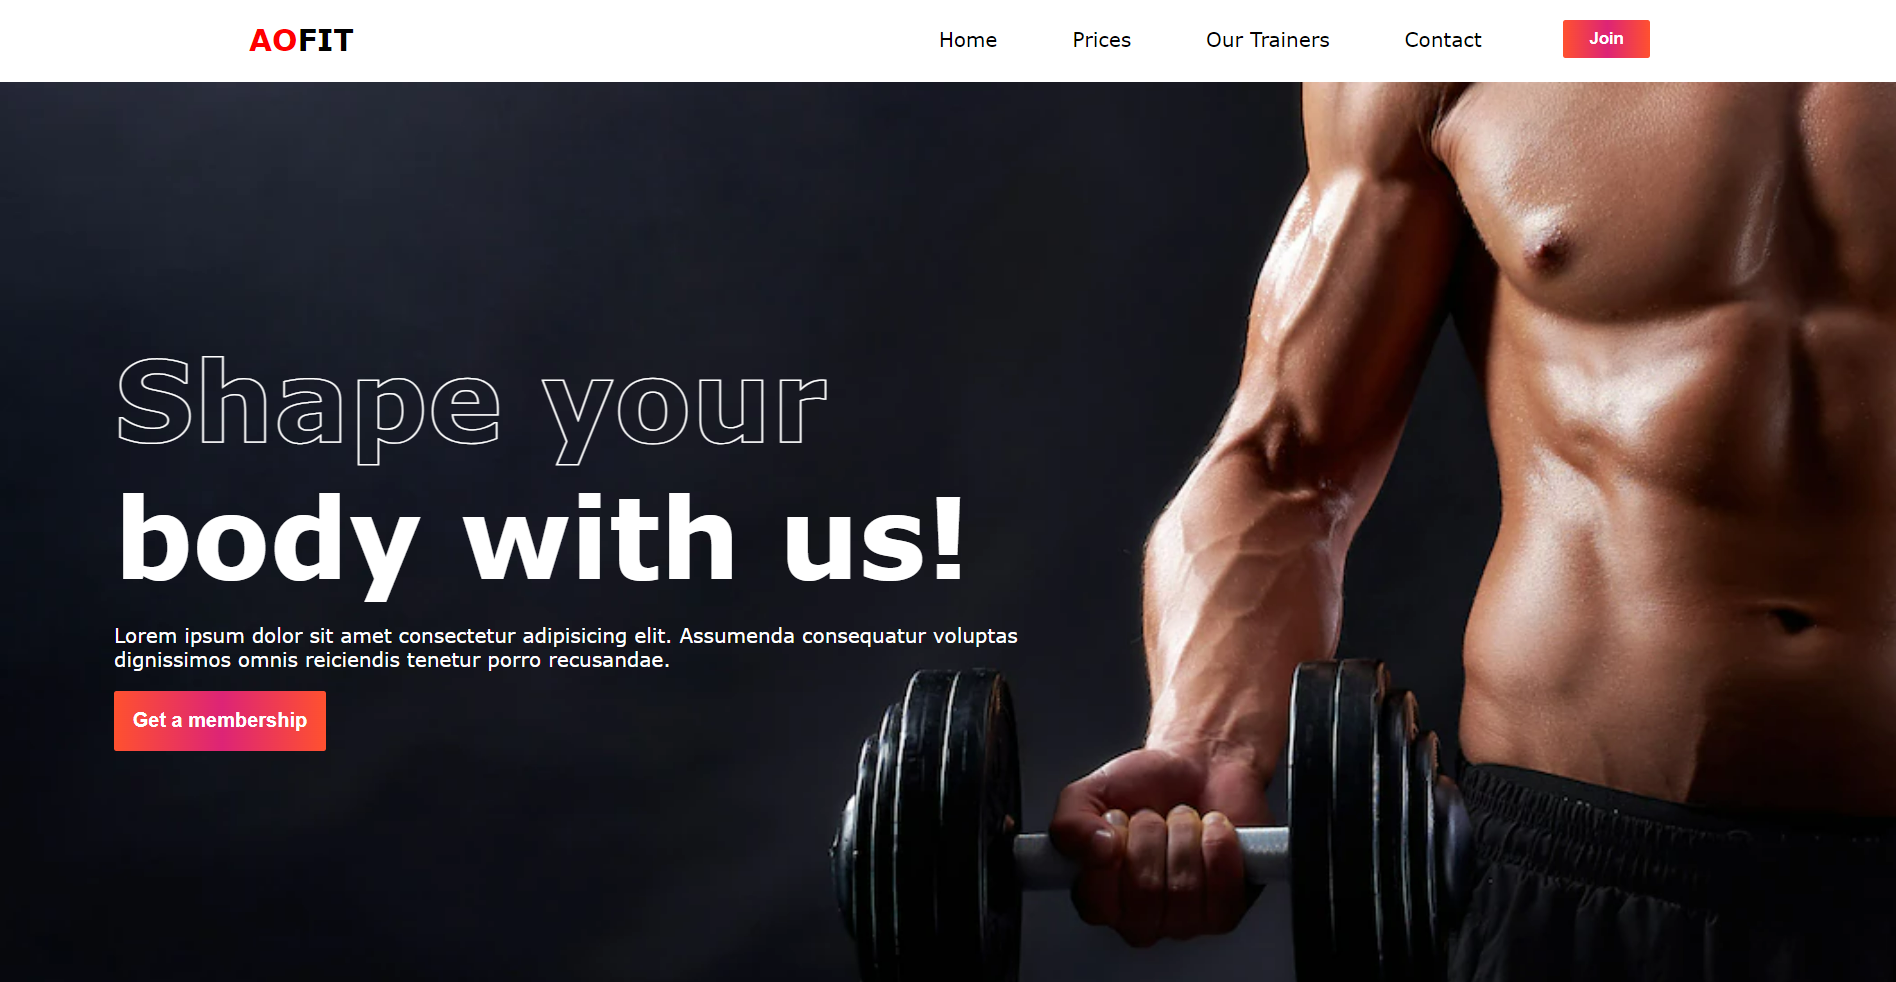 AOFIT
Home
Prices
Our Trainers
Contact
Join
Shape your
body with us!
Lorem ipsum dolor sit amet consectetur adipisicing elit. Assumenda consequatur voluptas
dignissimos omnis reiciendis tenetur porro recusandae.
Get a membership